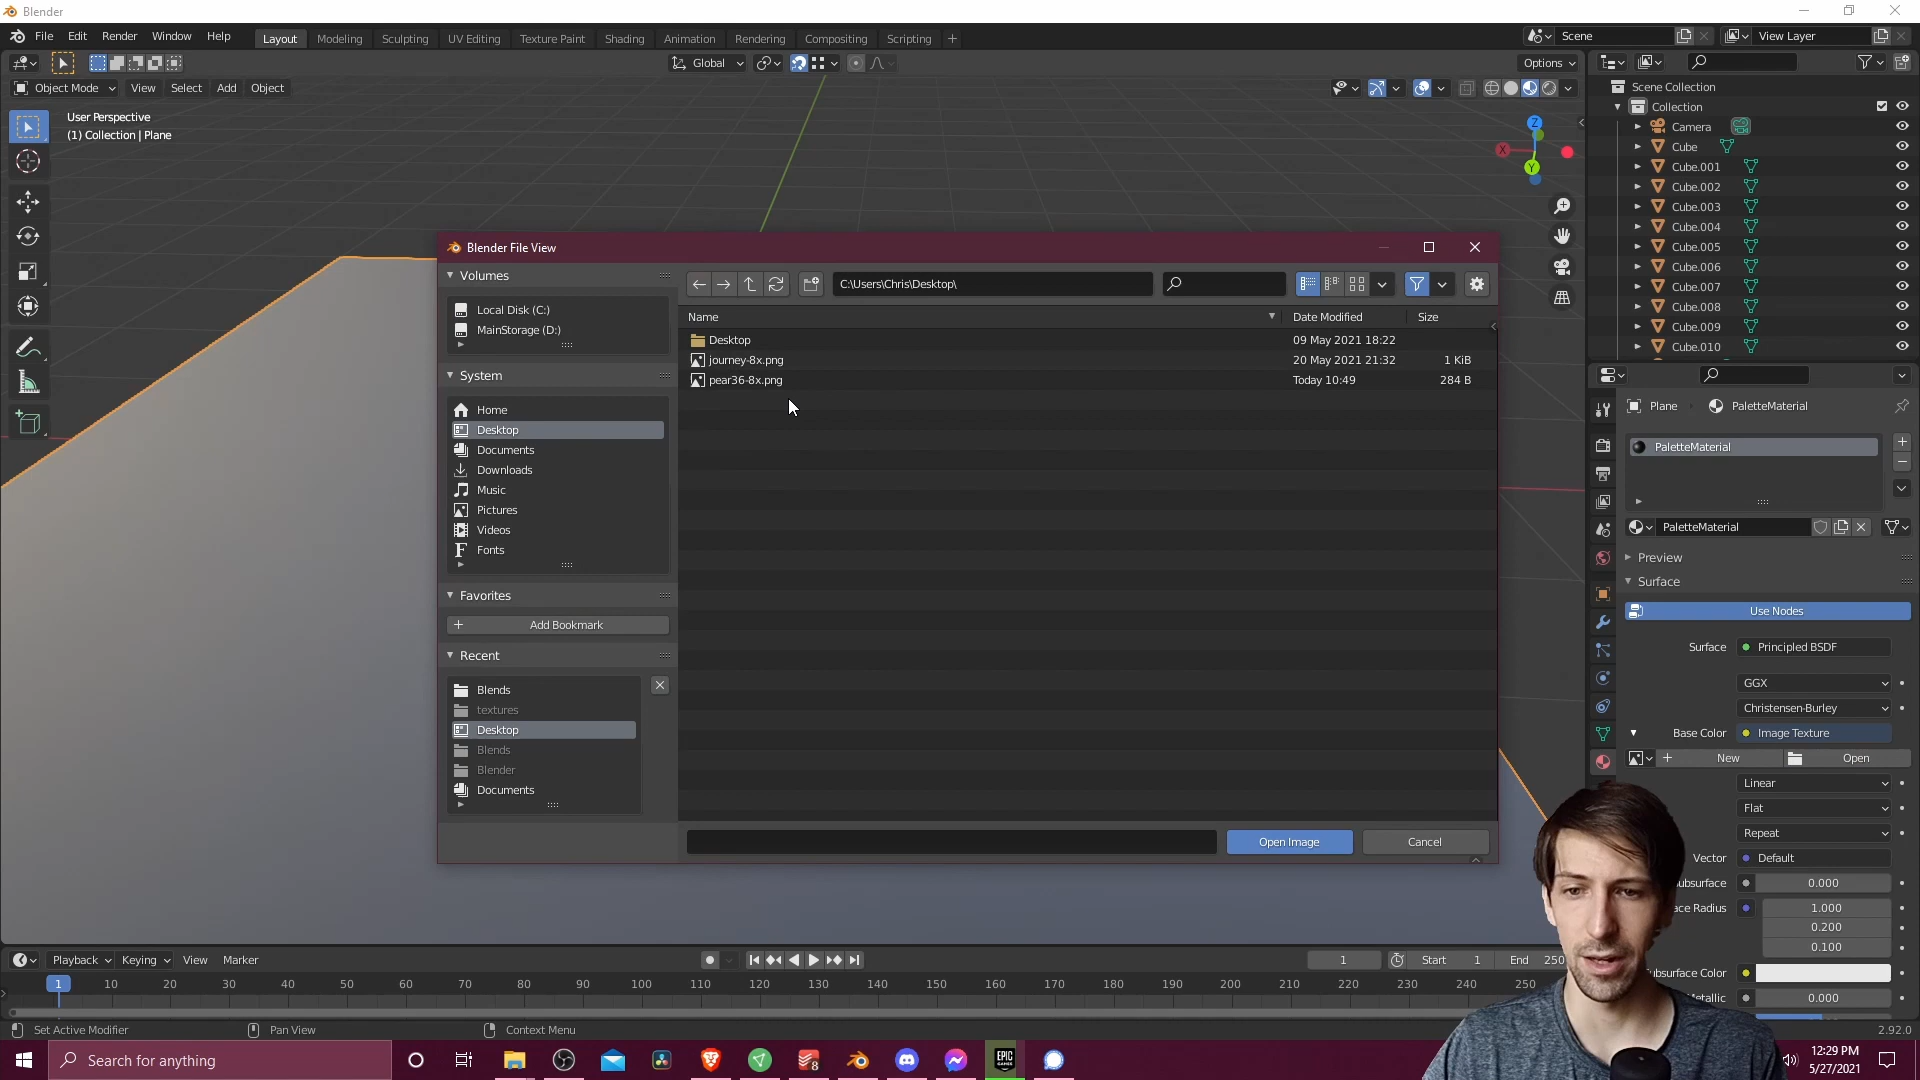 Blender
File Edit Render Window Help
Layout Modeling Sculpting UV Editing Texture Paint Shading Animation Rendering Compositing Scripting +
Scene
View Layer
Global
Options
Object Mode View Select Add Object
User Perspective
(1) Collection | Plane
Z
X
Y
Scene Collection
Collection
Camera
Cube
Cube.001
Cube.002
Cube.003
Cube.004
Cube.005
Cube.006
Cube.007
Cube.008
Cube.009
Cube.010
Blender File View
Volumes
Local Disk (C:)
MainStorage (D:)
System
Home
Desktop
Documents
Downloads
Music
Pictures
Videos
Fonts
Favorites
Add Bookmark
Recent
Blends
textures
Desktop
Blends
Blender
Documents
C:\Users\Chris\Desktop\
Name Date Modified Size
Desktop 09 May 2021 18:22
journey-8x.png 20 May 2021 21:32 1 KiB
pear36-8x.png Today 10:49 284 B
Open Image
Cancel
Plane PaletteMaterial
PaletteMaterial
PaletteMaterial
Preview
Surface
Use Nodes
Surface Principled BSDF
GGX
Christensen-Burley
Base Color Image Texture
New Open
Linear
Flat
Repeat
Vector Default
ubsurface 0.000
ace Radius 1.000
0.200
0.100
ubsurface Color
etallic 0.000
Playback Keying View Marker
1 Start 1 End 250
1 10 20 30 40 50 60 70 80 90 100 110 120 130 140 150 160 170 180 190 200 210 220 230 240 250
Set Active Modifier Pan View Context Menu
2.92.0
Search for anything
8
EPIC GAMES
12:29 PM
5/27/2021